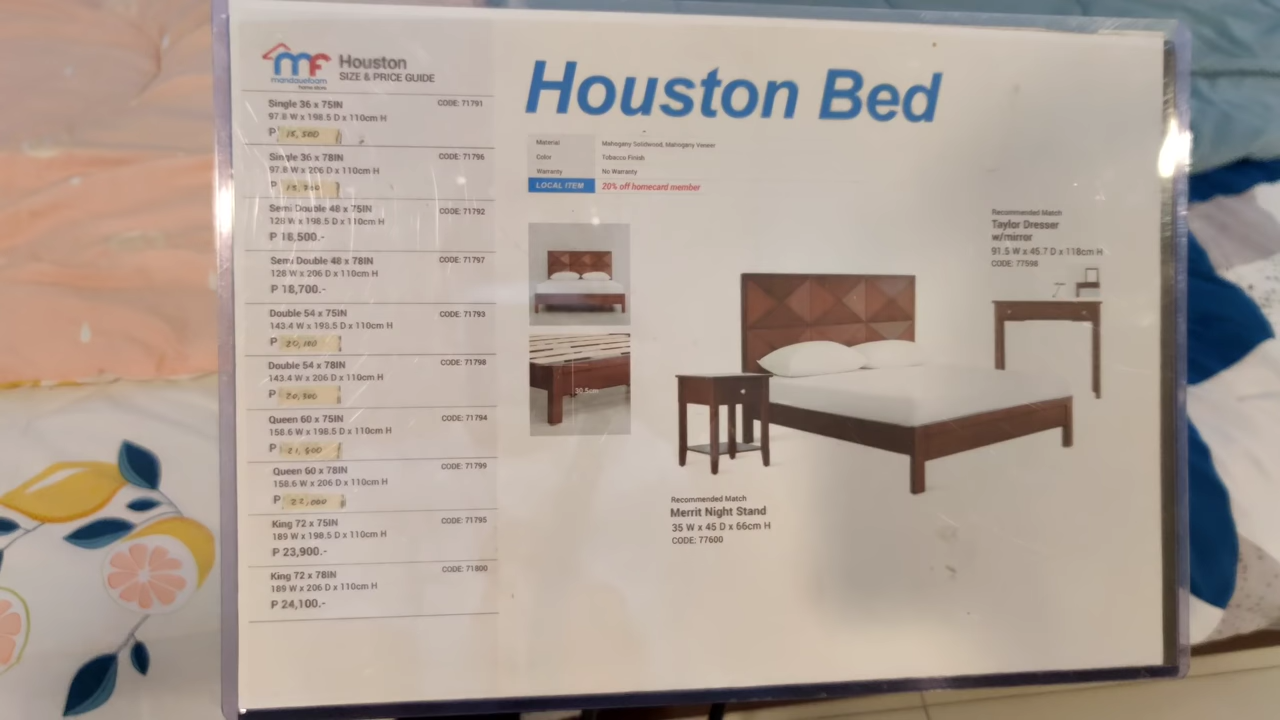 mf
mandauefoam
home store
Houston
SIZE & PRICE GUIDE
Single 36 x 75IN
CODE: 71791
97.8 W x 198.5 D x 110cm H
P 15,500
Single 36 x 78IN
CODE: 71796
97.8 W x 206 D x 110cm H
P
Semi Double 48 x 75IN
CODE: 71792
128 W x 198.5 D x 110cm H
P 18,500.-
Semi Double 48 x 78IN
CODE: 71797
128 W x 206 D x 110cm H
P 18,700.-
Double 54 x 75IN
CODE: 71793
143.4 W x 198.5 D x 110cm H
P 20,100
Double 54 x 78IN
CODE: 71798
143.4 W x 206 D x 110cm H
P 20,500
Queen 60 x 75IN
CODE: 71794
158.6 W x 198.5 D x 110cm H
P 21,500
Queen 60 x 78IN
CODE: 71799
158.6 W x 206 D x 110cm H
P 22,000
King 72 x 75IN
CODE: 71795
189 W x 198.5 D x 110cm H
P 23,900.-
King 72 x 78IN
CODE: 71800
189 W x 206 D x 110cm H
P 24,100.-
Houston Bed
Material Mahogany Solidwood, Mahogany Veneer
Color Tobacco Finish
Warranty No Warranty
LOCAL ITEM 20% off homecard member
30.5cm
Recommended Match
Taylor Dresser
w/mirror
91.5 W x 45.7 D x 118cm H
CODE: 77598
Recommended Match
Merrit Night Stand
35 W x 45 D x 66cm H
CODE: 77600